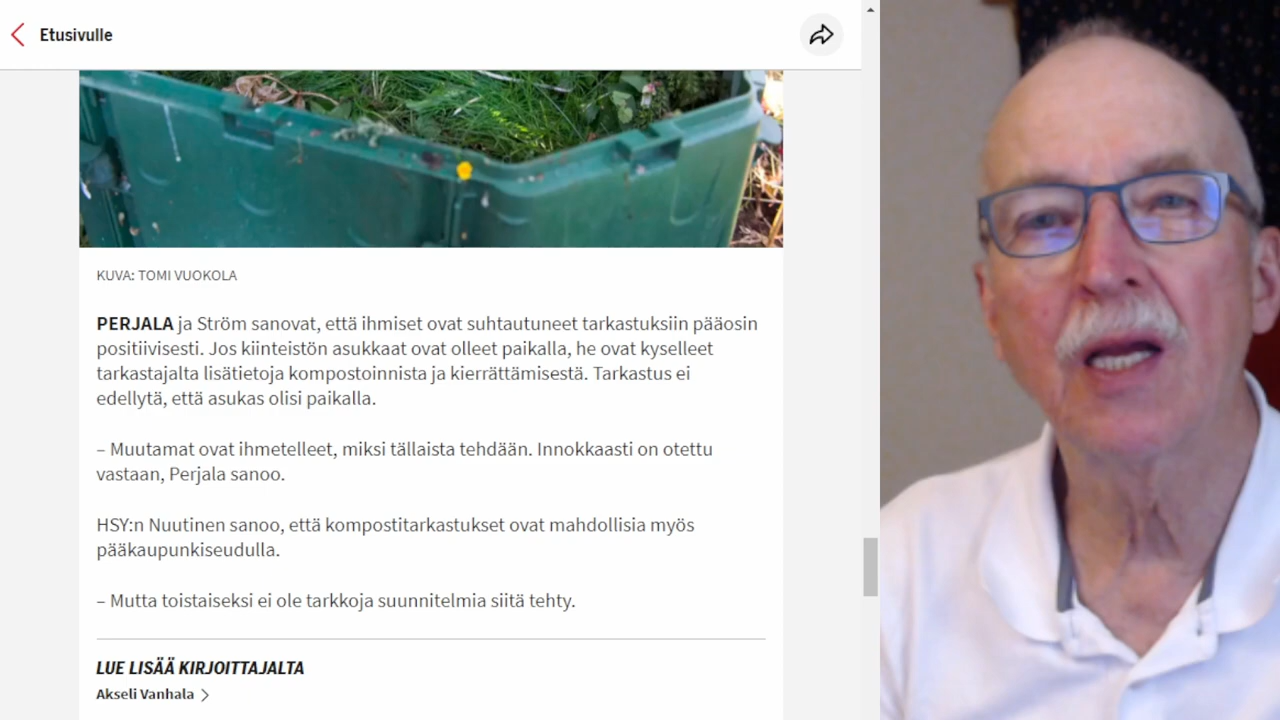 Etusivulle
KUVA: TOMI VUOKOLA
PERJALA ja Ström sanovat, että ihmiset ovat suhtautuneet tarkastuksiin pääosin
positiivisesti. Jos kiinteistön asukkaat ovat olleet paikalla, he ovat kyselleet
tarkastajalta lisätietoja kompostoinnista ja kierrättämisestä. Tarkastus ei
edellytä, että asukas olisi paikalla.
– Muutamat ovat ihmetelleet, miksi tällaista tehdään. Innokkaasti on otettu
vastaan, Perjala sanoo.
HSY:n Nuutinen sanoo, että kompostitarkastukset ovat mahdollisia myös
pääkaupunkiseudulla.
– Mutta toistaiseksi ei ole tarkkoja suunnitelmia siitä tehty.
LUE LISÄÄ KIRJOITTAJALTA
Akseli Vanhala